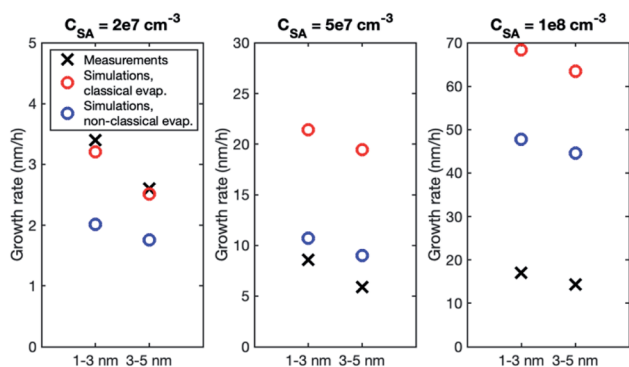 C_SA = 2e7 cm⁻³
Growth rate (nm/h)
5
4
3
2
1
0
Measurements
Simulations,
classical evap.
Simulations,
non-classical evap.
1-3 nm 3-5 nm
C_SA = 5e7 cm⁻³
Growth rate (nm/h)
30
25
20
15
10
5
0
1-3 nm 3-5 nm
C_SA = 1e8 cm⁻³
Growth rate (nm/h)
70
60
50
40
30
20
10
0
1-3 nm 3-5 nm